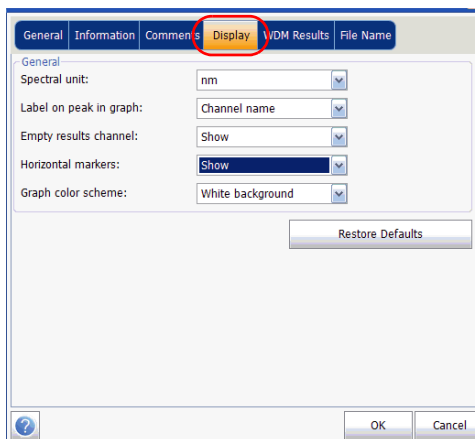 General Information Comments Display WDM Results File Name
General
Spectral unit: nm
Label on peak in graph: Channel name
Empty results channel: Show
Horizontal markers: Show
Graph color scheme: White background
Restore Defaults
? OK Cancel